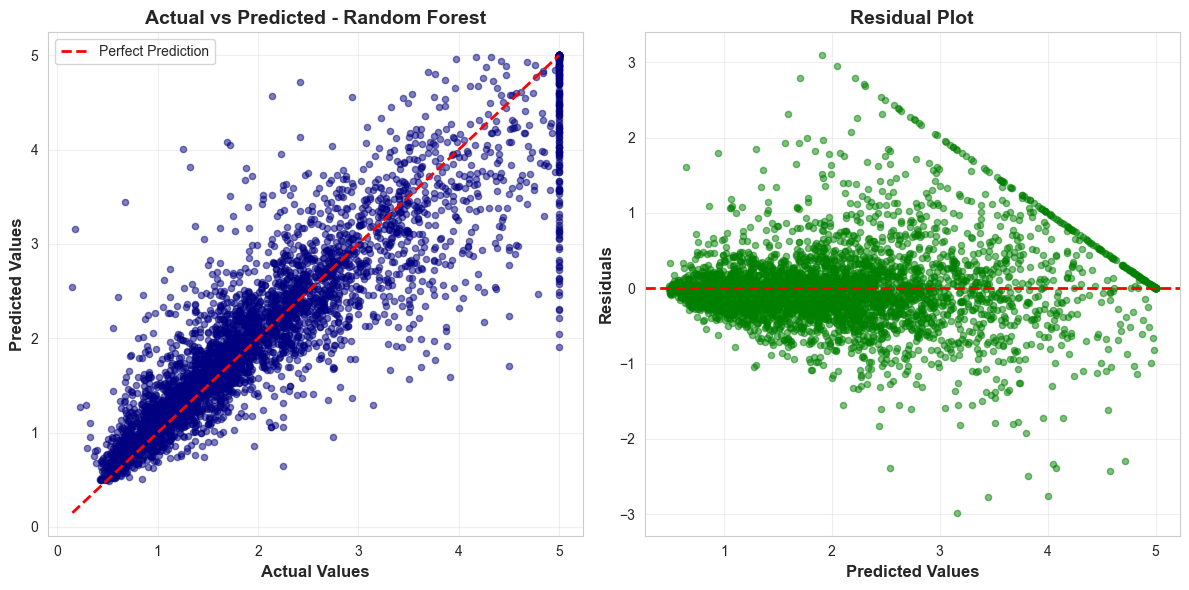 Actual vs Predicted - Random Forest
Perfect Prediction
5
4
3
2
1
0
Predicted Values
0 1 2 3 4 5
Actual Values
Residual Plot
3
2
1
0
−1
−2
−3
Residuals
1 2 3 4 5
Predicted Values